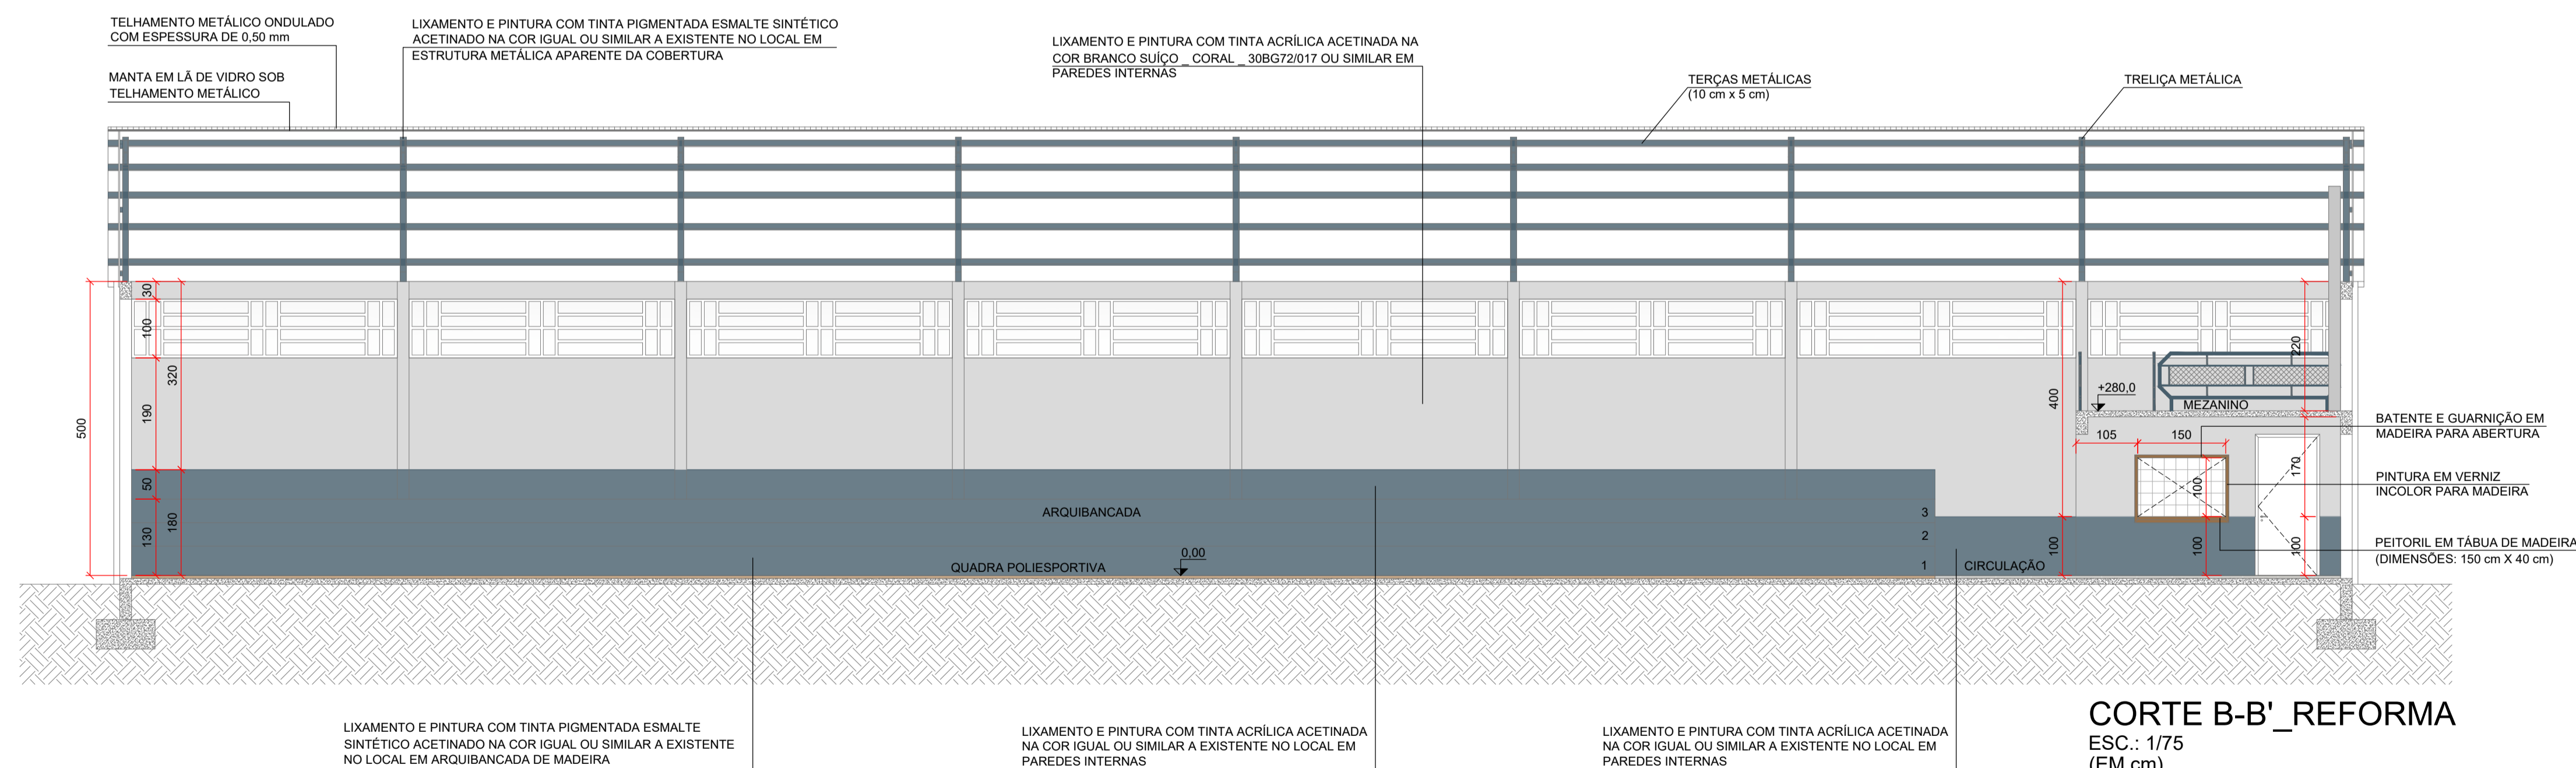 TELHAMENTO METÁLICO ONDULADO
COM ESPESSURA DE 0,50 mm
MANTA EM LÃ DE VIDRO SOB
TELHAMENTO METÁLICO
LIXAMENTO E PINTURA COM TINTA PIGMENTADA ESMALTE SINTÉTICO
ACETINADO NA COR IGUAL OU SIMILAR A EXISTENTE NO LOCAL EM
ESTRUTURA METÁLICA APARENTE DA COBERTURA
LIXAMENTO E PINTURA COM TINTA ACRÍLICA ACETINADA NA
COR BRANCO SUÍÇO _ CORAL _ 30BG72/017 OU SIMILAR EM
PAREDES INTERNAS
TERÇAS METÁLICAS
(10 cm x 5 cm)
TRELIÇA METÁLICA
30
100
320
190
500
50
180
130
220
400
+280,0
MEZANINO
105
150
170
100
100
100
100
BATENTE E GUARNIÇÃO EM
MADEIRA PARA ABERTURA
PINTURA EM VERNIZ
INCOLOR PARA MADEIRA
PEITORIL EM TÁBUA DE MADEIRA
(DIMENSÕES: 150 cm X 40 cm)
ARQUIBANCADA
3
2
1
0,00
QUADRA POLIESPORTIVA
CIRCULAÇÃO
LIXAMENTO E PINTURA COM TINTA PIGMENTADA ESMALTE
SINTÉTICO ACETINADO NA COR IGUAL OU SIMILAR A EXISTENTE
NO LOCAL EM ARQUIBANCADA DE MADEIRA
LIXAMENTO E PINTURA COM TINTA ACRÍLICA ACETINADA
NA COR IGUAL OU SIMILAR A EXISTENTE NO LOCAL EM
PAREDES INTERNAS
LIXAMENTO E PINTURA COM TINTA ACRÍLICA ACETINADA
NA COR IGUAL OU SIMILAR A EXISTENTE NO LOCAL EM
PAREDES INTERNAS
CORTE B-B'_REFORMA
ESC.: 1/75
(EM cm)